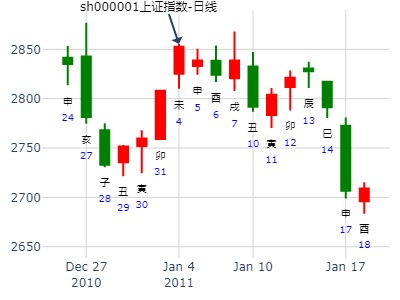 sh000001上证指数-日线
2850
2800
2750
2700
2650
申
24
亥
27
子
28
丑
29
寅
30
卯
31
未
4
申
5
酉
6
戌
7
丑
10
寅
11
卯
12
辰
13
巳
14
申
17
酉
18
Dec 27
2010
Jan 4
2011
Jan 10
Jan 17